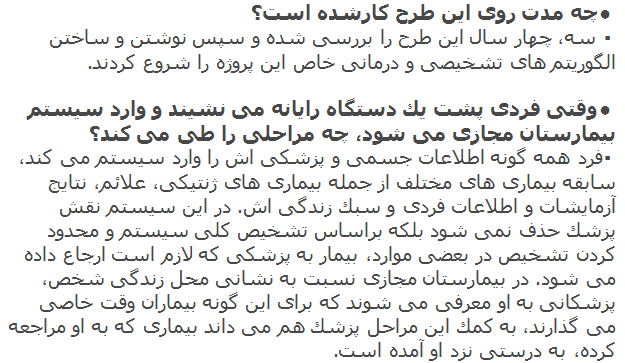 ●چه مدت روی این طرح کارشده است؟
▪ سه، چهار سال این طرح را بررسی شده و سپس نوشتن و ساختن
الگوریتم های تشخیصی و درمانی خاص این پروژه را شروع کردند.
●وقتی فردی پشت یك دستگاه رایانه می نشیند و وارد سیستم
بیمارستان مجازی می شود، چه مراحلی را طی می کند؟
▪فرد همه گونه اطلاعات جسمی و پزشکی اش را وارد سیستم می کند،
سابقه بیماری های مختلف از جمله بیماری های ژنتیکی، علائم، نتایج
آزمایشات و اطلاعات فردی و سبك زندگی اش. در این سیستم نقش
پزشك حذف نمی شود بلکه براساس تشخیص کلی سیستم و محدود
کردن تشخیص در بعضی موارد، بیمار به پزشکی که لازم است ارجاع داده
می شود. در بیمارستان مجازی نسبت به نشانی محل زندگی شخص،
پزشکانی به او معرفی می شوند که برای این گونه بیماران وقت خاصی
می گذارند، به کمك این مراحل پزشك هم می داند بیماری که به او مراجعه
کرده، به درستی نزد او آمده است.